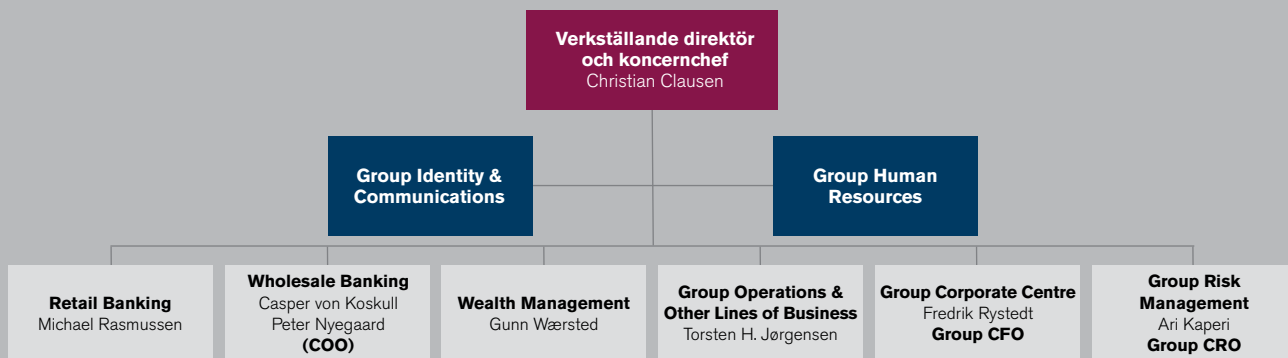 Verkställande direktör
och koncernchef
Christian Clausen
Group Identity &
Communications
Group Human
Resources
Retail Banking
Michael Rasmussen
Wholesale Banking
Casper von Koskull
Peter Nyegaard
(COO)
Wealth Management
Gunn Wærsted
Group Operations &
Other Lines of Business
Torsten H. Jørgensen
Group Corporate Centre
Fredrik Rystedt
Group CFO
Group Risk
Management
Ari Kaperi
Group CRO